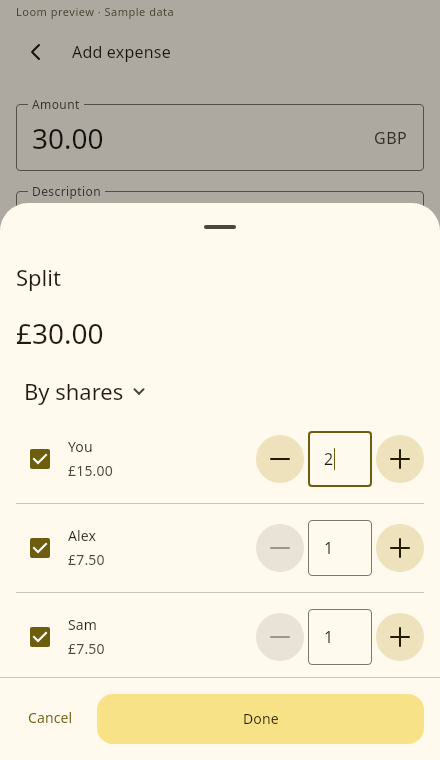 Loom preview · Sample data
Add expense
Amount
30.00 GBP
Description
Split
£30.00
By shares
You
£15.00
2
Alex
£7.50
1
Sam
£7.50
1
Cancel
Done